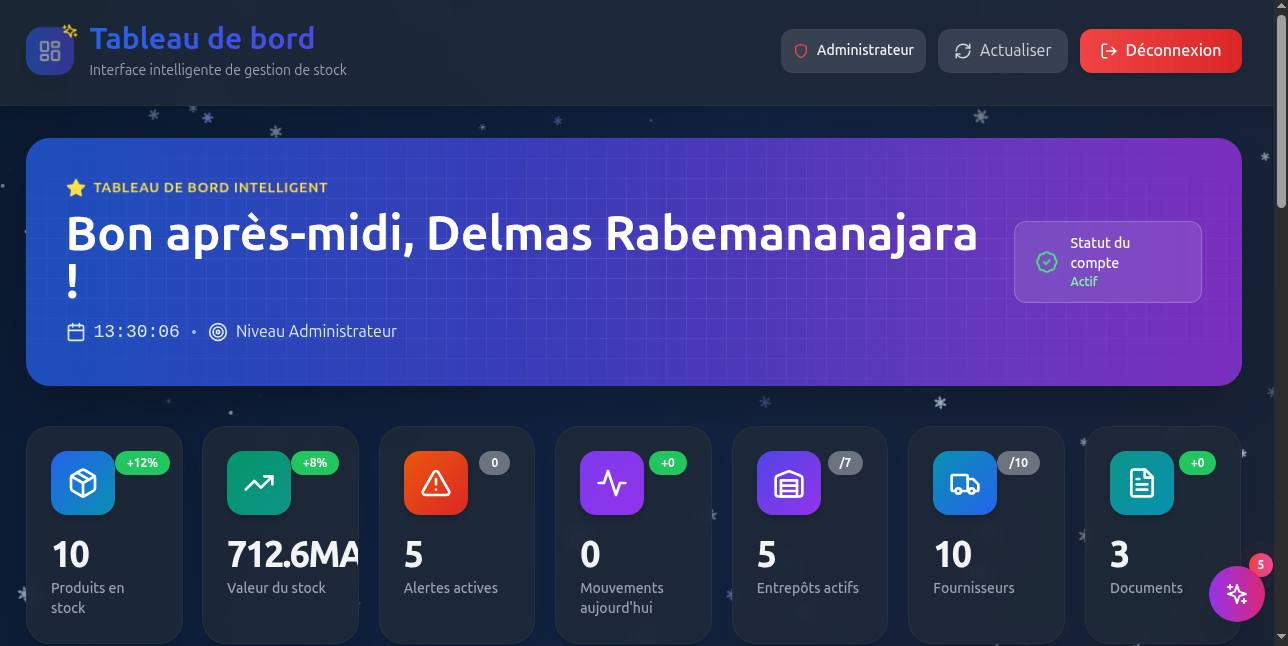 Tableau de bord
Interface intelligente de gestion de stock
Administrateur
Actualiser
Déconnexion
TABLEAU DE BORD INTELLIGENT
Bon après-midi, Delmas Rabemananajara
!
13:30:06 • Niveau Administrateur
Statut du
compte
Actif
+12%
10
Produits en
stock
+8%
712.6MA
Valeur du stock
0
5
Alertes actives
+0
0
Mouvements
aujourd'hui
/7
5
Entrepôts actifs
/10
10
Fournisseurs
+0
3
Documents
5